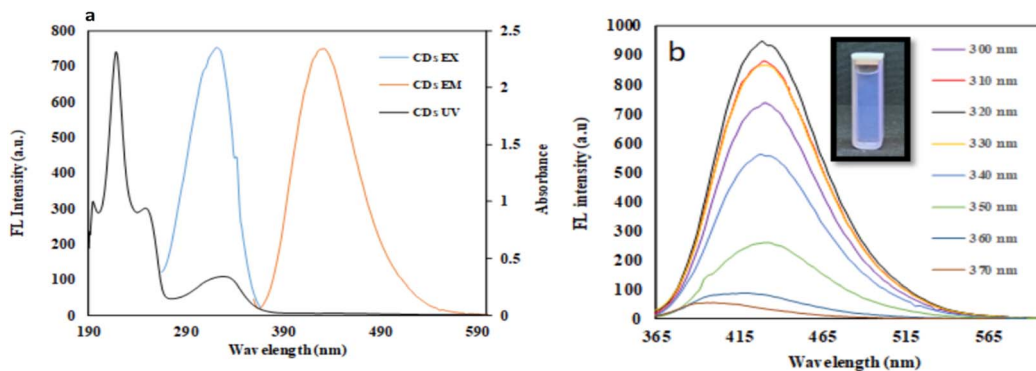 a
800
700
600
500
400
300
200
100
0
FL Intensity (a.u.)
2.5
2
1.5
1
0.5
0
Absorbance
CDs EX
CDs EM
CDs UV
190 290 390 490 590
Wavelength (nm)
b
1000
900
800
700
600
500
400
300
200
100
0
FL intensity (a.u)
300 nm
310 nm
320 nm
330 nm
340 nm
350 nm
360 nm
370 nm
365 415 465 515 565
Wavelength (nm)